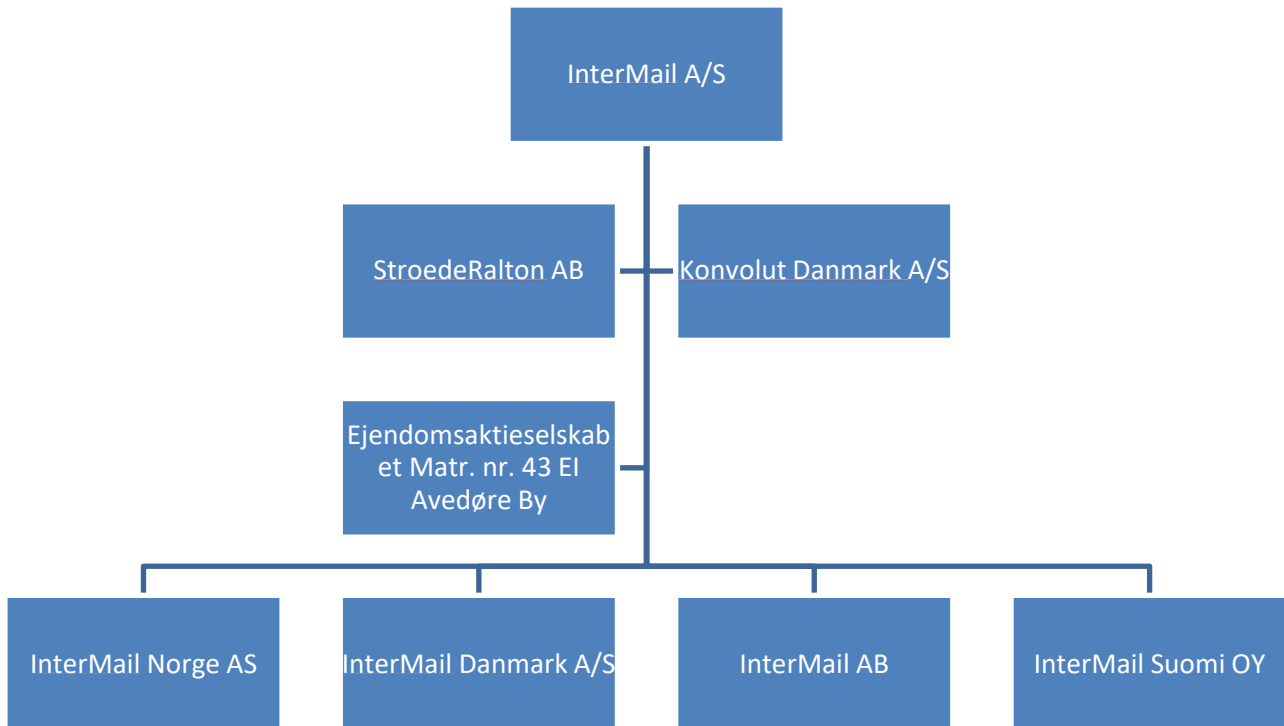 InterMail A/S
StroedeRalton AB
Konvolut Danmark A/S
Ejendomsaktieselskab
et Matr. nr. 43 EI
Avedøre By
InterMail Norge AS
InterMail Danmark A/S
InterMail AB
InterMail Suomi OY